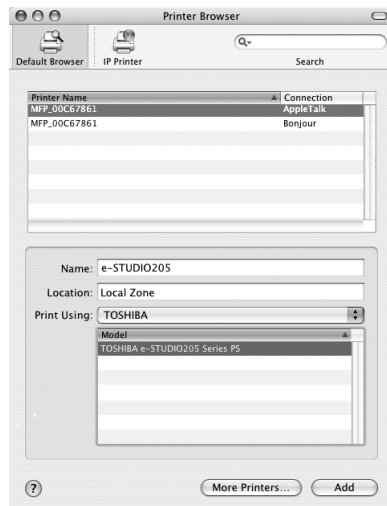 Printer Browser
Default Browser
IP Printer
Search
Printer Name Connection
MFP_00C67861 AppleTalk
MFP_00C67861 Bonjour
Name: e-STUDIO205
Location: Local Zone
Print Using: TOSHIBA
Model
TOSHIBA e-STUDIO205 Series PS
? More Printers... Add